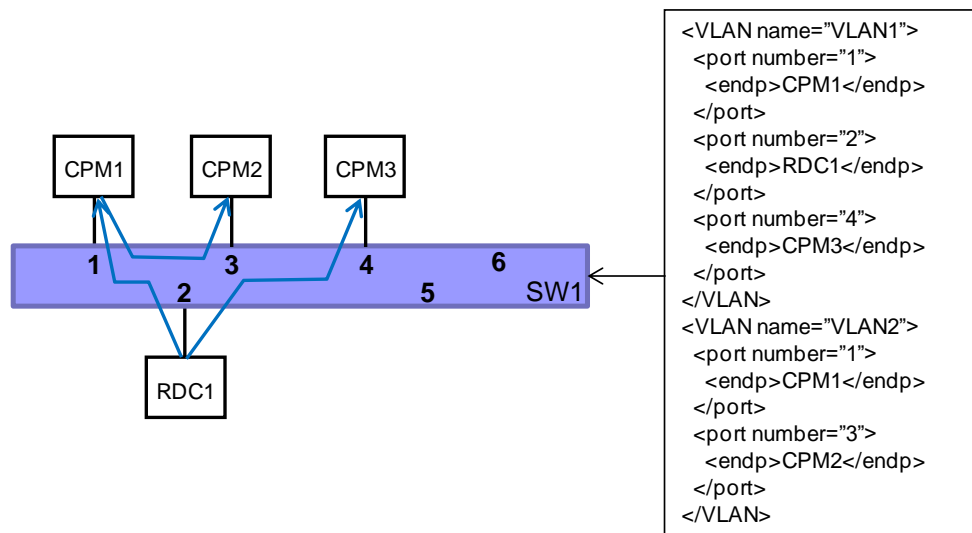 CPM1
CPM2
CPM3
1
3
4
6
2
5
SW1
RDC1
<VLAN name=”VLAN1”>
<port number=”1”>
<endp>CPM1</endp>
</port>
<port number=”2”>
<endp>RDC1</endp>
</port>
<port number=”4”>
<endp>CPM3</endp>
</port>
</VLAN>
<VLAN name=”VLAN2”>
<port number=”1”>
<endp>CPM1</endp>
</port>
<port number=”3”>
<endp>CPM2</endp>
</port>
</VLAN>